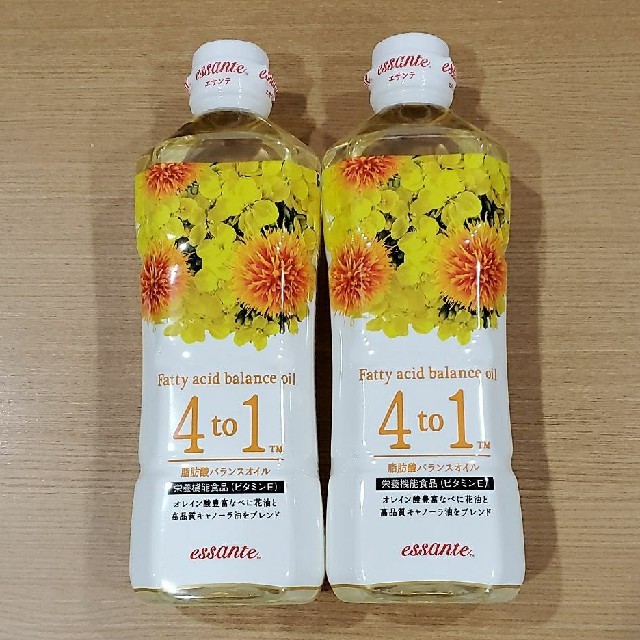 essante
エサンテ
Fatty acid balance oil
4 to 1™
脂肪酸バランスオイル
栄養機能食品(ビタミンE)
オレイン酸豊富なべに花油と
高品質キャノーラ油をブレンド
essante™
essante
エサンテ
Fatty acid balance oil
4 to 1™
脂肪酸バランスオイル
栄養機能食品(ビタミンE)
オレイン酸豊富なべに花油と
高品質キャノーラ油をブレンド
essante™